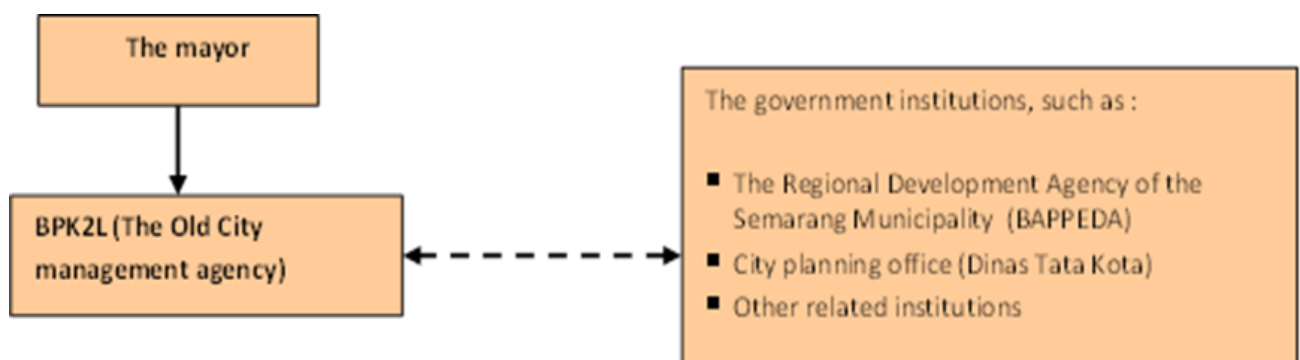 The mayor
BPK2L (The Old City
management agency)
The government institutions, such as :
▪ The Regional Development Agency of the
Semarang Municipality (BAPPEDA)
▪ City planning office (Dinas Tata Kota)
▪ Other related institutions